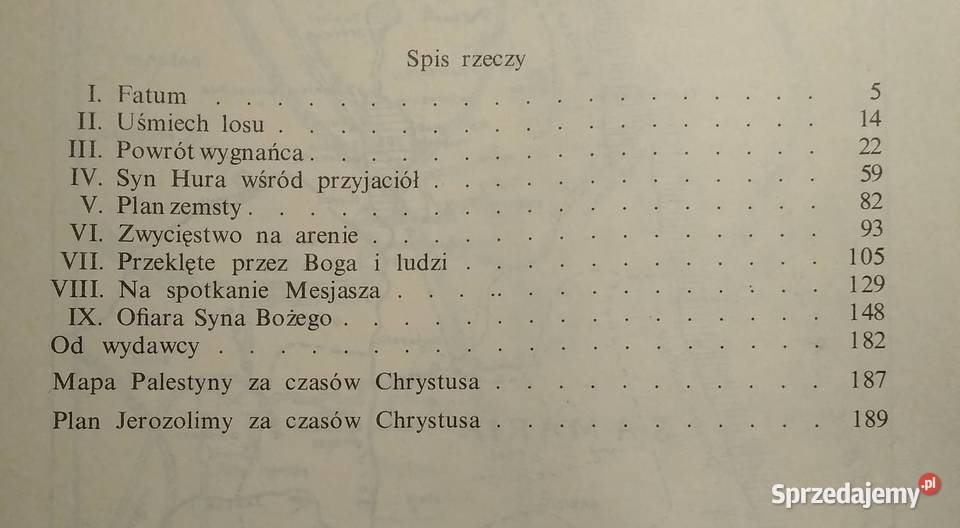 Spis rzeczy
I. Fatum . . . . . . . . . . . . . . . . . . . . 5
II. Uśmiech losu . . . . . . . . . . . . . . . . . . 14
III. Powrót wygnańca . . . . . . . . . . . . . . . . . 22
IV. Syn Hura wśród przyjaciół . . . . . . . . . . . . . 59
V. Plan zemsty . . . . . . . . . . . . . . . . . . . 82
VI. Zwycięstwo na arenie . . . . . . . . . . . . . . . 93
VII. Przeklęte przez Boga i ludzi . . . . . . . . . . . . 105
VIII. Na spotkanie Mesjasza . . . . . . . . . . . . . . 129
IX. Ofiara Syna Bożego . . . . . . . . . . . . . . . . 148
Od wydawcy . . . . . . . . . . . . . . . . . . . . 182
Mapa Palestyny za czasów Chrystusa . . . . . . . . . . . 187
Plan Jerozolimy za czasów Chrystusa . . . . . . . . . . . 189
Sprzedajemy .pl